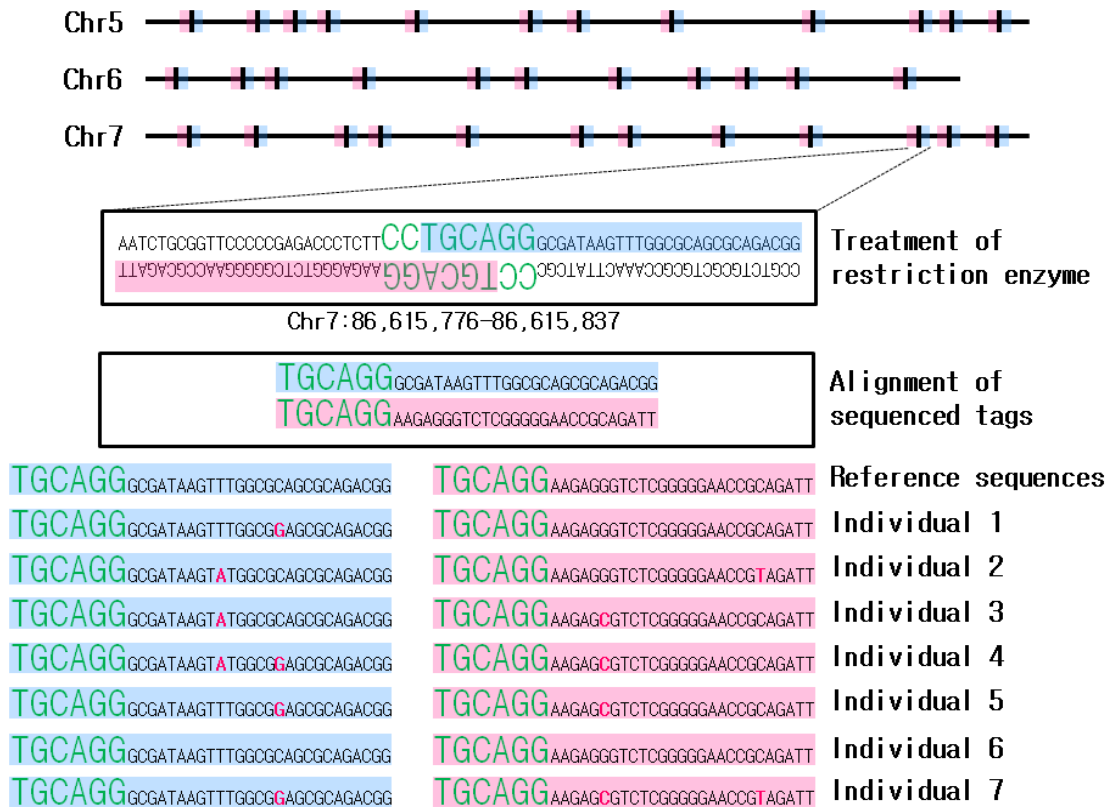 Chr5
Chr6
Chr7
AATCTGCGGTTCCCCCGAGACCCTCTTCCTGCAGGGCGATAAGTTTGGCGCAGCGCAGACGG
CCGTCTGCGCTGCGCCAAACTTATCGCCCTGCAGGAAGAGGGTCTCGGGGGAACCGCAGATT
Treatment of
restriction enzyme
Chr7:86,615,776-86,615,837
TGCAGGGCGATAAGTTTGGCGCAGCGCAGACGG
TGCAGGAAGAGGGTCTCGGGGGAACCGCAGATT
Alignment of
sequenced tags
TGCAGGGCGATAAGTTTGGCGCAGCGCAGACGG TGCAGGAAGAGGGTCTCGGGGGAACCGCAGATT Reference sequences
TGCAGGGCGATAAGTTTGGCGGAGCGCAGACGG TGCAGGAAGAGGGTCTCGGGGGAACCGCAGATT Individual 1
TGCAGGGCGATAAGTATGGCGCAGCGCAGACGG TGCAGGAAGAGGGTCTCGGGGGAACCGTAGATT Individual 2
TGCAGGGCGATAAGTATGGCGCAGCGCAGACGG TGCAGGAAGAGCGTCTCGGGGGAACCGCAGATT Individual 3
TGCAGGGCGATAAGTATGGCGGAGCGCAGACGG TGCAGGAAGAGCGTCTCGGGGGAACCGCAGATT Individual 4
TGCAGGGCGATAAGTTTGGCGGAGCGCAGACGG TGCAGGAAGAGCGTCTCGGGGGAACCGCAGATT Individual 5
TGCAGGGCGATAAGTTTGGCGCAGCGCAGACGG TGCAGGAAGAGGGTCTCGGGGGAACCGCAGATT Individual 6
TGCAGGGCGATAAGTTTGGCGGAGCGCAGACGG TGCAGGAAGAGCGTCTCGGGGGAACCGTAGATT Individual 7